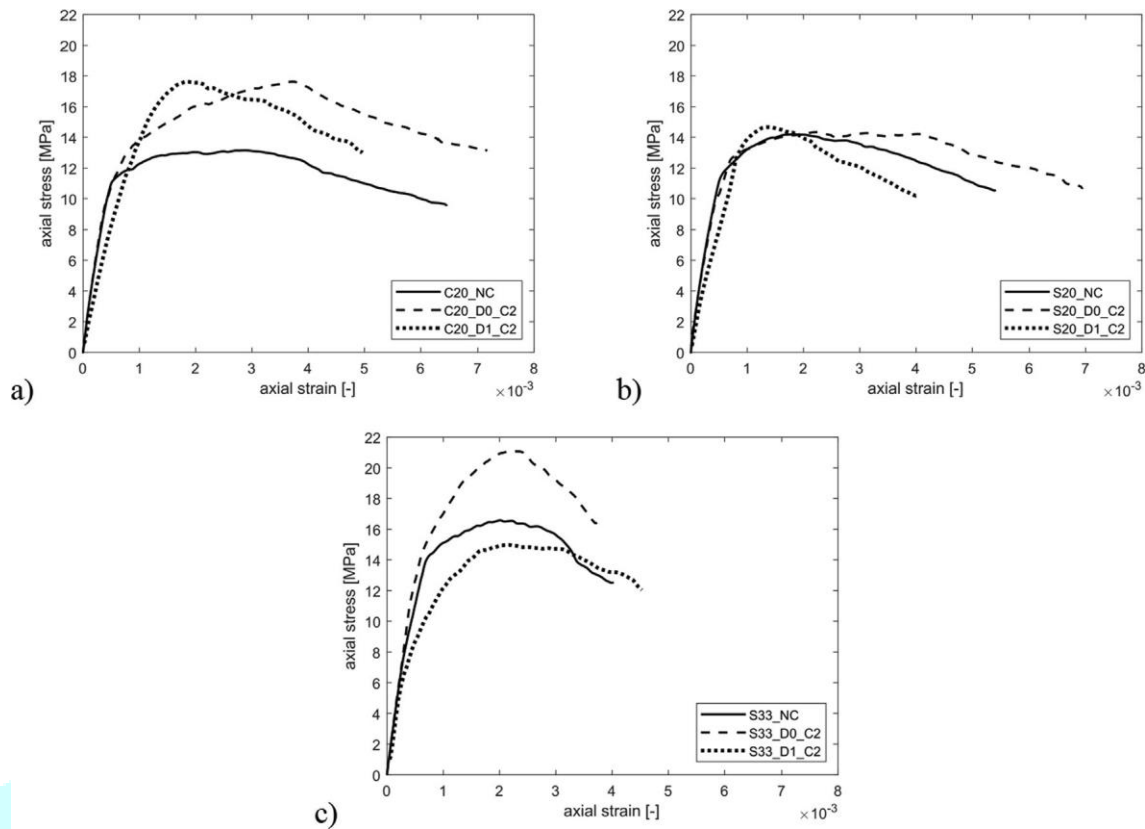 22
20
18
16
14
12
10
8
6
4
2
0
axial stress [MPa]
C20_NC
C20_D0_C2
C20_D1_C2
0 1 2 3 4 5 6 7 8
axial strain [-]
×10⁻³
a)
22
20
18
16
14
12
10
8
6
4
2
0
axial stress [MPa]
S20_NC
S20_D0_C2
S20_D1_C2
0 1 2 3 4 5 6 7 8
axial strain [-]
×10⁻³
b)
22
20
18
16
14
12
10
8
6
4
2
0
axial stress [MPa]
S33_NC
S33_D0_C2
S33_D1_C2
0 1 2 3 4 5 6 7 8
axial strain [-]
×10⁻³
c)